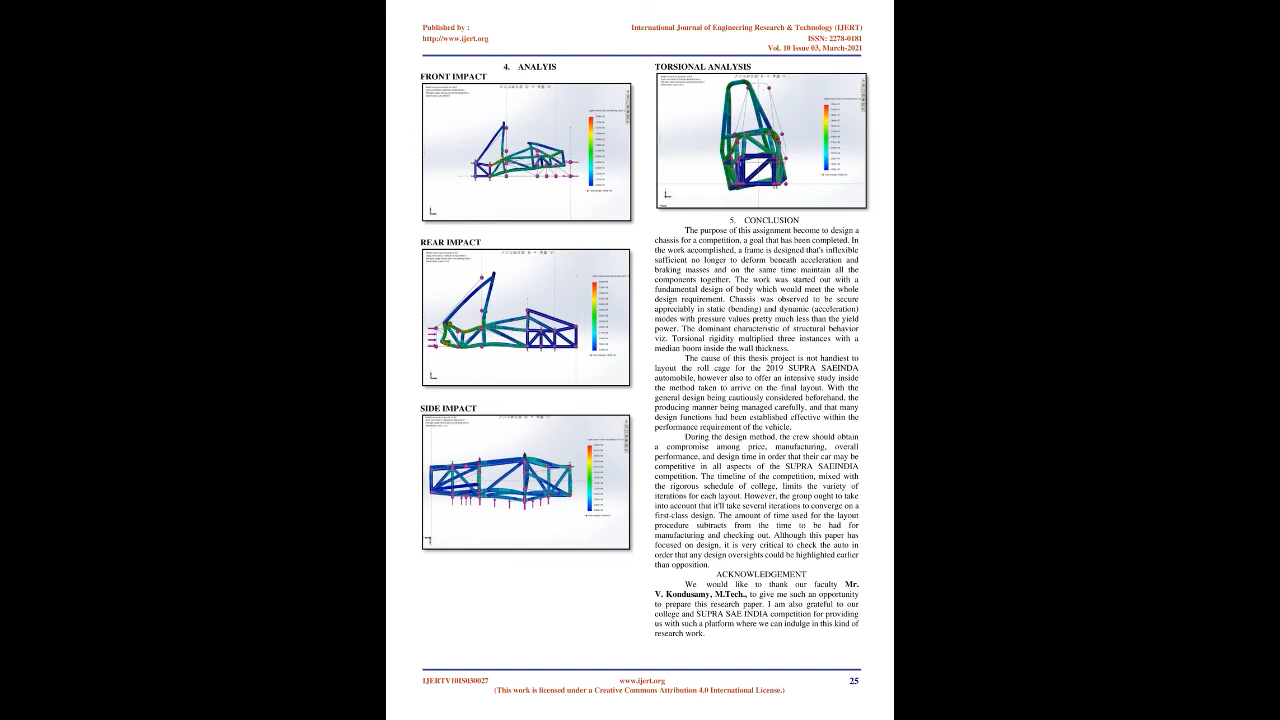 Published by :
http://www.ijert.org
International Journal of Engineering Research & Technology (IJERT)
ISSN: 2278-0181
Vol. 10 Issue 03, March-2021
4. ANALYIS
FRONT IMPACT
REAR IMPACT
SIDE IMPACT
TORSIONAL ANALYSIS
5. CONCLUSION
The purpose of this assignment become to design a
chassis for a competition, a goal that has been completed. In
the work accomplished, a frame is designed that's inflexible
sufficient no longer to deform beneath acceleration and
braking masses and on the same time maintain all the
components together. The work was started out with a
fundamental design of body which would meet the whole
design requirement. Chassis was observed to be secure
appreciably in static (bending) and dynamic (acceleration)
modes with pressure values pretty much less than the yield
power. The dominant characteristic of structural behavior
viz. Torsional rigidity multiplied three instances with a
median boom inside the wall thickness.
The cause of this thesis project is not handiest to
layout the roll cage for the 2019 SUPRA SAEINDA
automobile, however also to offer an intensive study inside
the method taken to arrive on the final layout. With the
general design being cautiously considered beforehand, the
producing manner being managed carefully, and that many
design functions had been established effective within the
performance requirement of the vehicle.
During the design method, the crew should obtain
a compromise among price, manufacturing, overall
performance, and design time in order that their car may be
competitive in all aspects of the SUPRA SAEINDIA
competition. The timeline of the competition, mixed with
the rigorous schedule of college, limits the variety of
iterations for each layout. However, the group ought to take
into account that it'll take several iterations to converge on a
first-class design. The amount of time used for the layout
procedure subtracts from the time to be had for
manufacturing and checking out. Although this paper has
focused on design, it is very critical to check the auto in
order that any design oversights could be highlighted earlier
than opposition.
ACKNOWLEDGEMENT
We would like to thank our faculty Mr.
V. Kondusamy, M.Tech., to give me such an opportunity
to prepare this research paper. I am also grateful to our
college and SUPRA SAE INDIA competition for providing
us with such a platform where we can indulge in this kind of
research work.
IJERTV10IS030027
www.ijert.org
25
(This work is licensed under a Creative Commons Attribution 4.0 International License.)